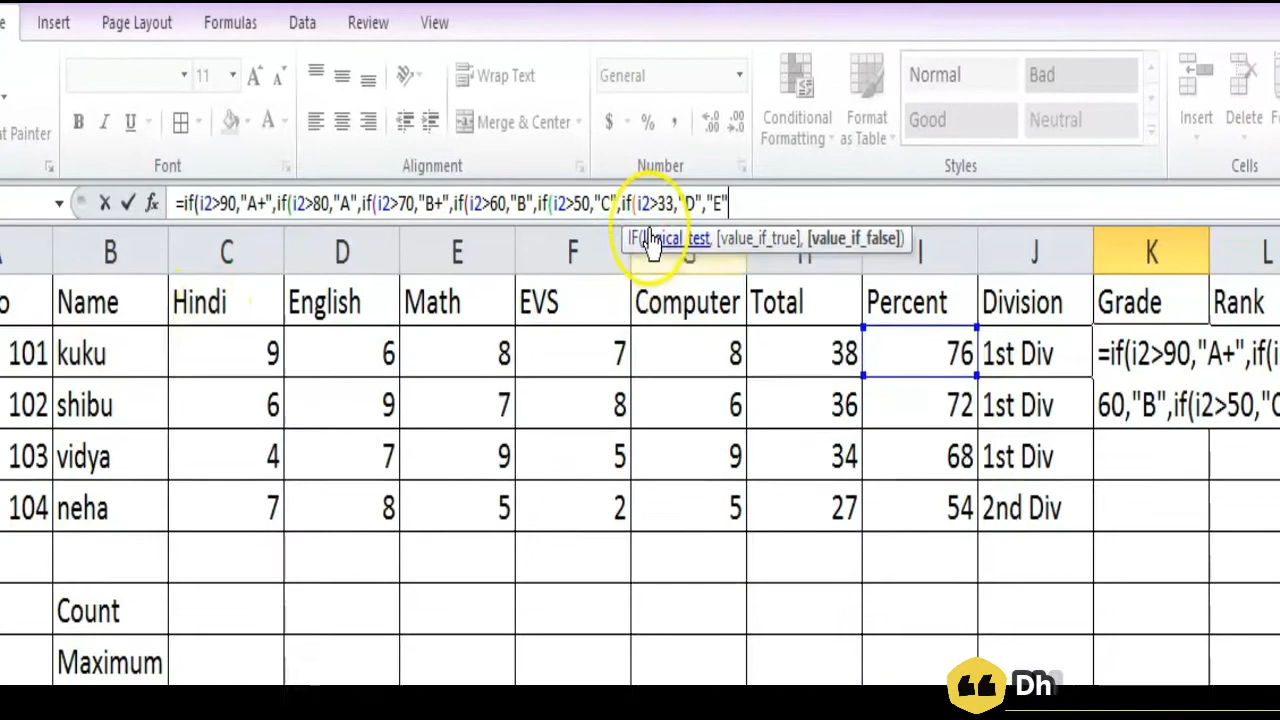 Insert Page Layout Formulas Data Review View
11 Wrap Text General Normal Bad
at Painter B I U Merge & Center $ % , .00 Conditional Formatting Format as Table Good Neutral Insert Delete
Font Alignment Number Styles Cells
fx =if(i2>90,"A+",if(i2>80,"A",if(i2>70,"B+",if(i2>60,"B",if(i2>50,"C",if(i2>33,"D","E"
IF(logical_test, [value_if_true], [value_if_false])
B C D E F G H I J K L
o Name Hindi English Math EVS Computer Total Percent Division Grade Rank
101 kuku 9 6 8 7 8 38 76 1st Div =if(i2>90,"A+",if(i
102 shibu 6 9 7 8 6 36 72 1st Div 60,"B",if(i2>50,"C
103 vidya 4 7 9 5 9 34 68 1st Div
104 neha 7 8 5 2 5 27 54 2nd Div
Count
Maximum
Dh